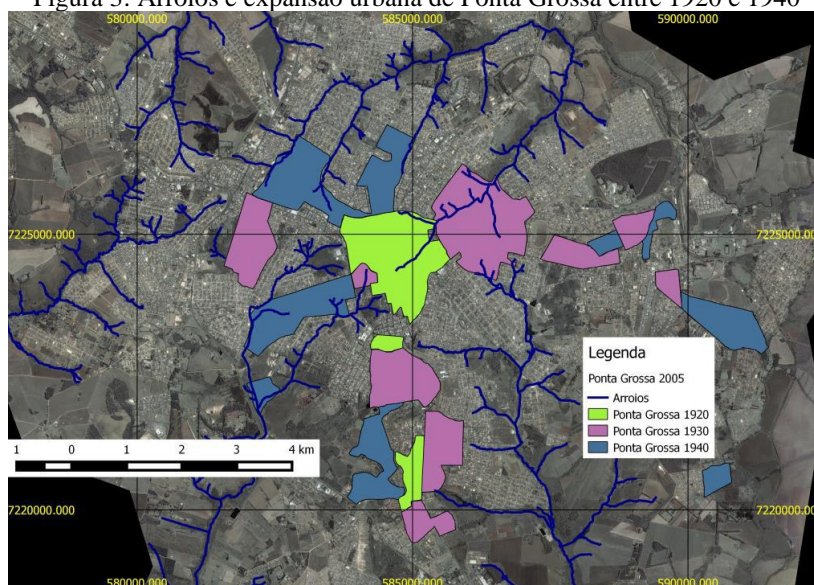 Figura 3: Arroios e expansão urbana de Ponta Grossa entre 1920 e 1940
580000.000 585000.000 590000.000
7225000.000 7225000.000
Legenda
Ponta Grossa 2005
Arroios
Ponta Grossa 1920
Ponta Grossa 1930
Ponta Grossa 1940
1 0 1 2 3 4 km
7220000.000 7220000.000
580000.000 585000.000 590000.000